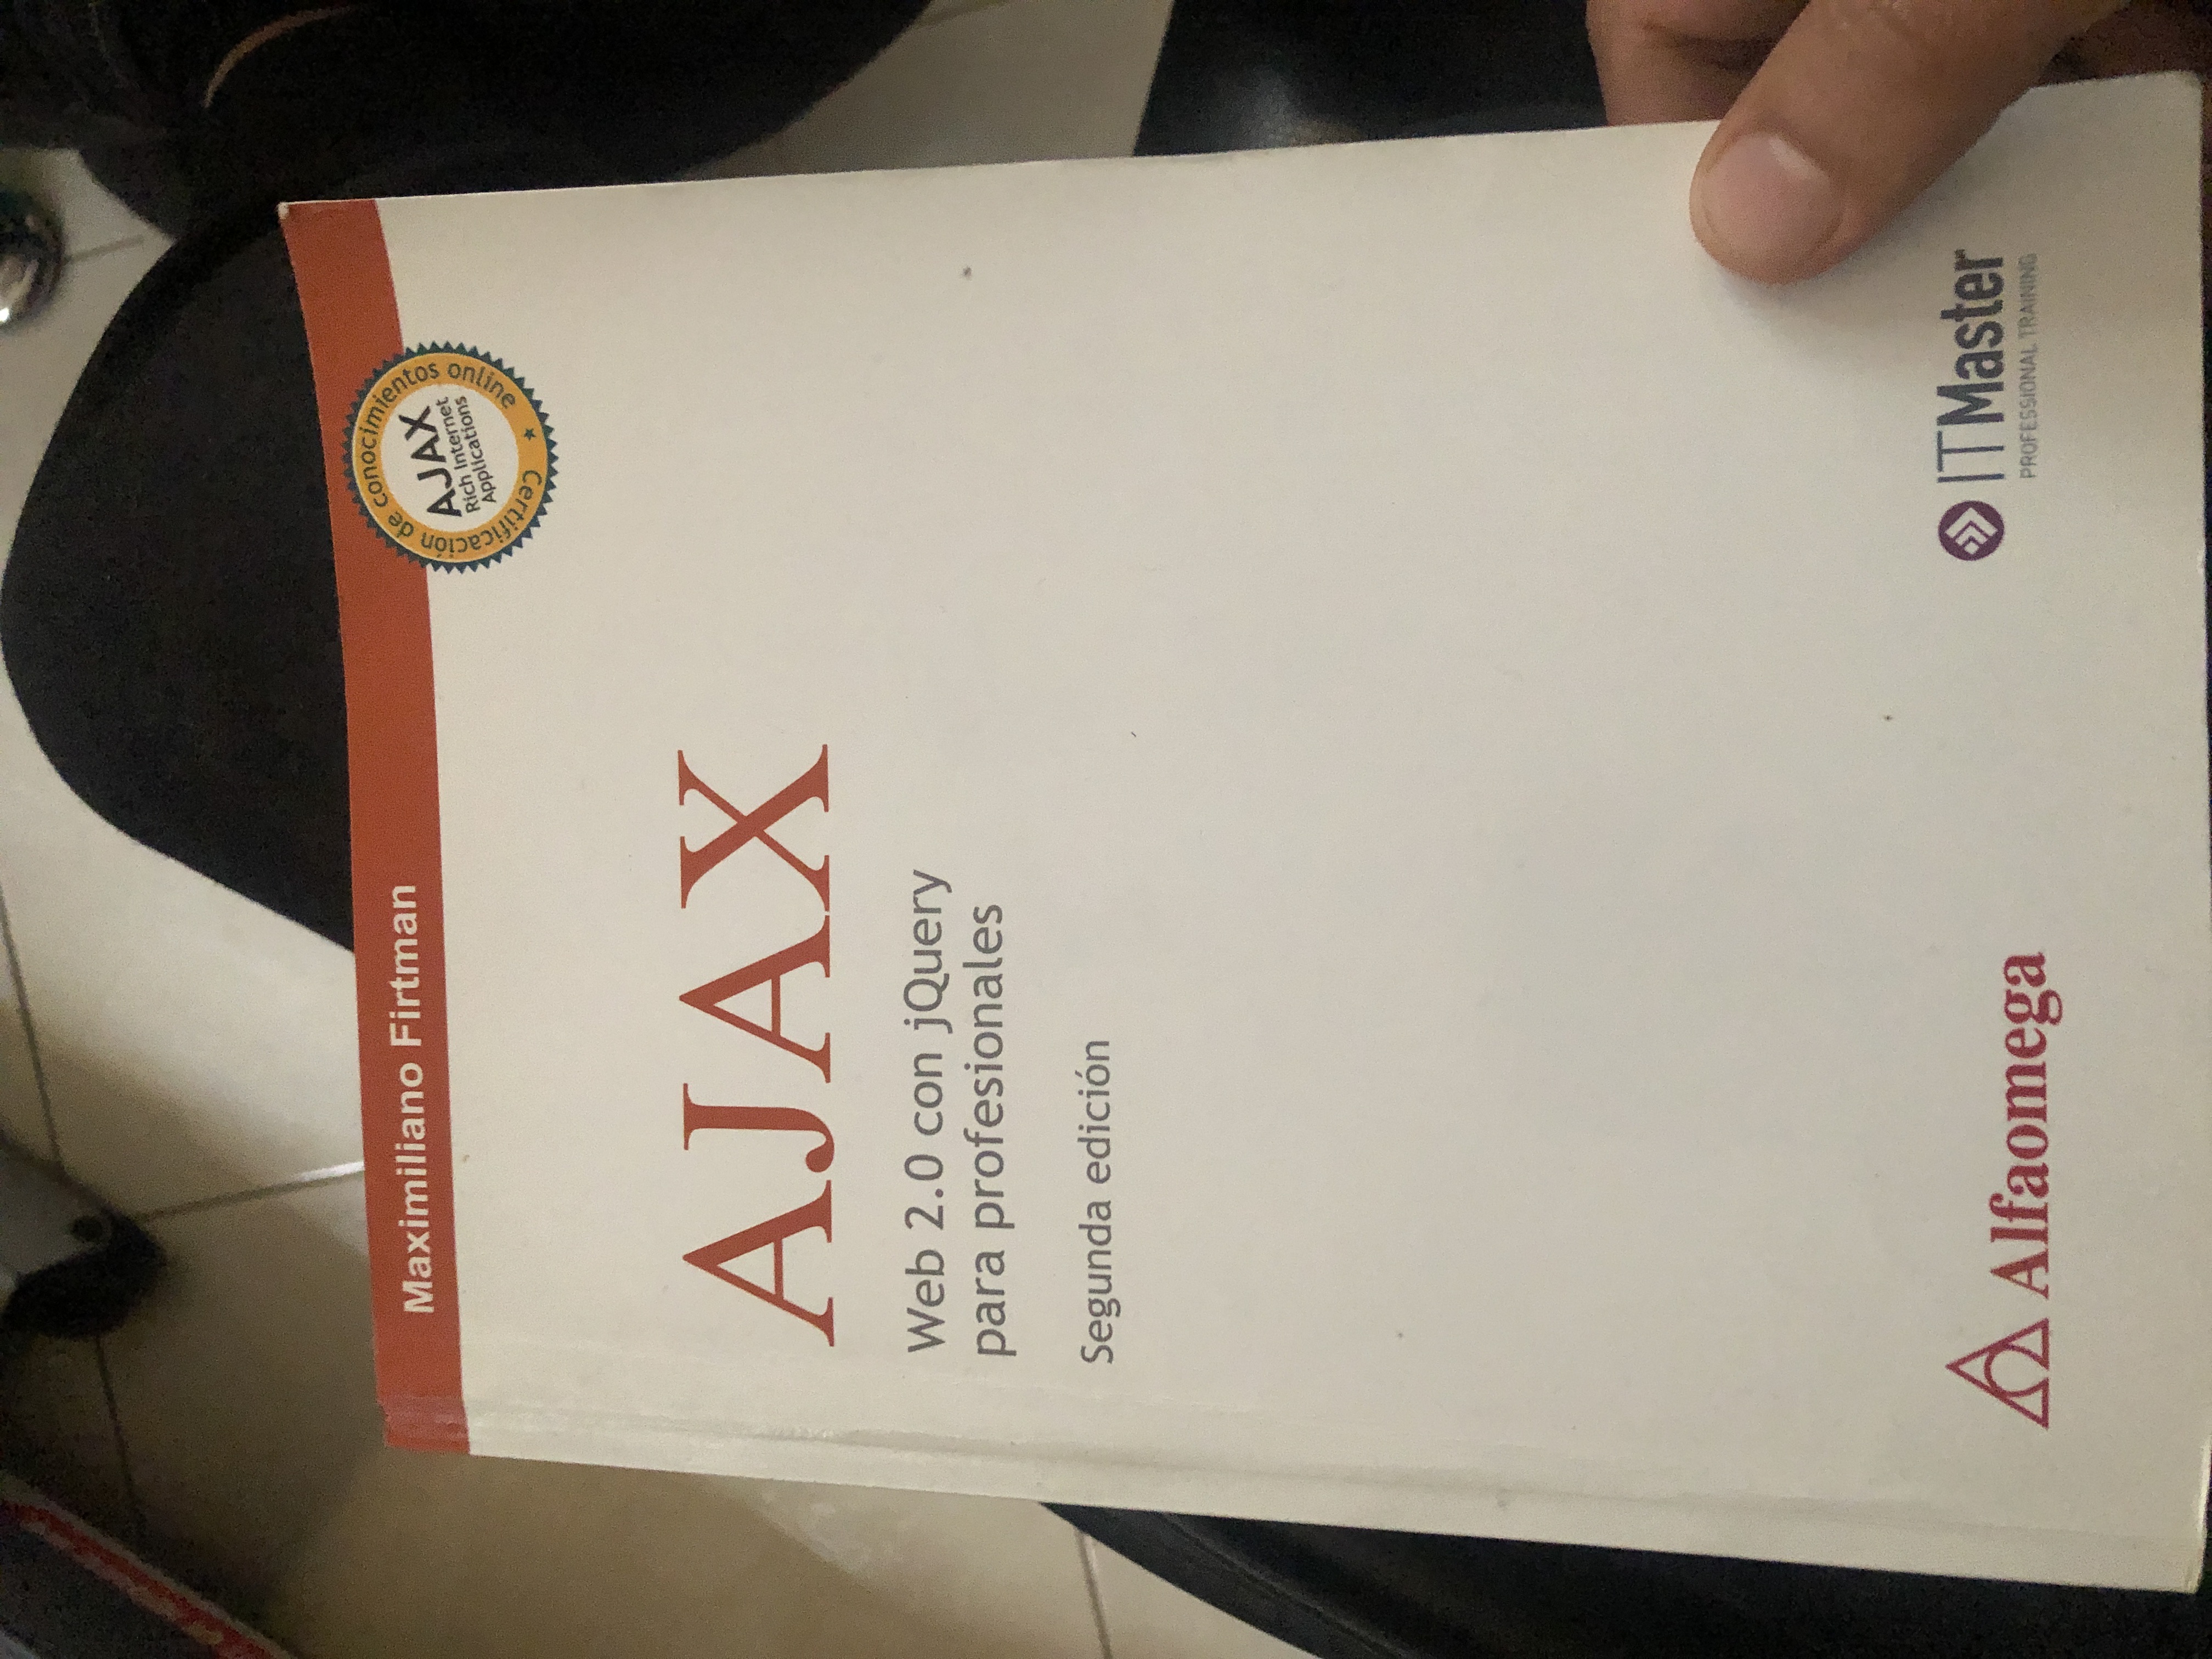 Maximiliano Firtman
Certificación de conocimientos online
AJAX
Rich Internet
Applications
AJAX
Web 2.0 con jQuery
para profesionales
Segunda edición
Alfaomega
ITMaster
PROFESSIONAL TRAINING